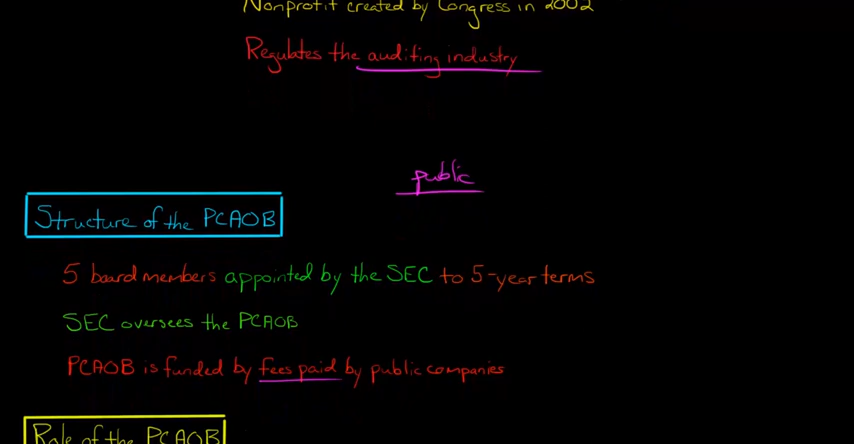 Nonprofit created by Congress in 2002
Regulates the auditing industry
public
Structure of the PCAOB
5 board members appointed by the SEC to 5-year terms
SEC oversees the PCAOB
PCAOB is funded by fees paid by public companies
Role of the PCAOB